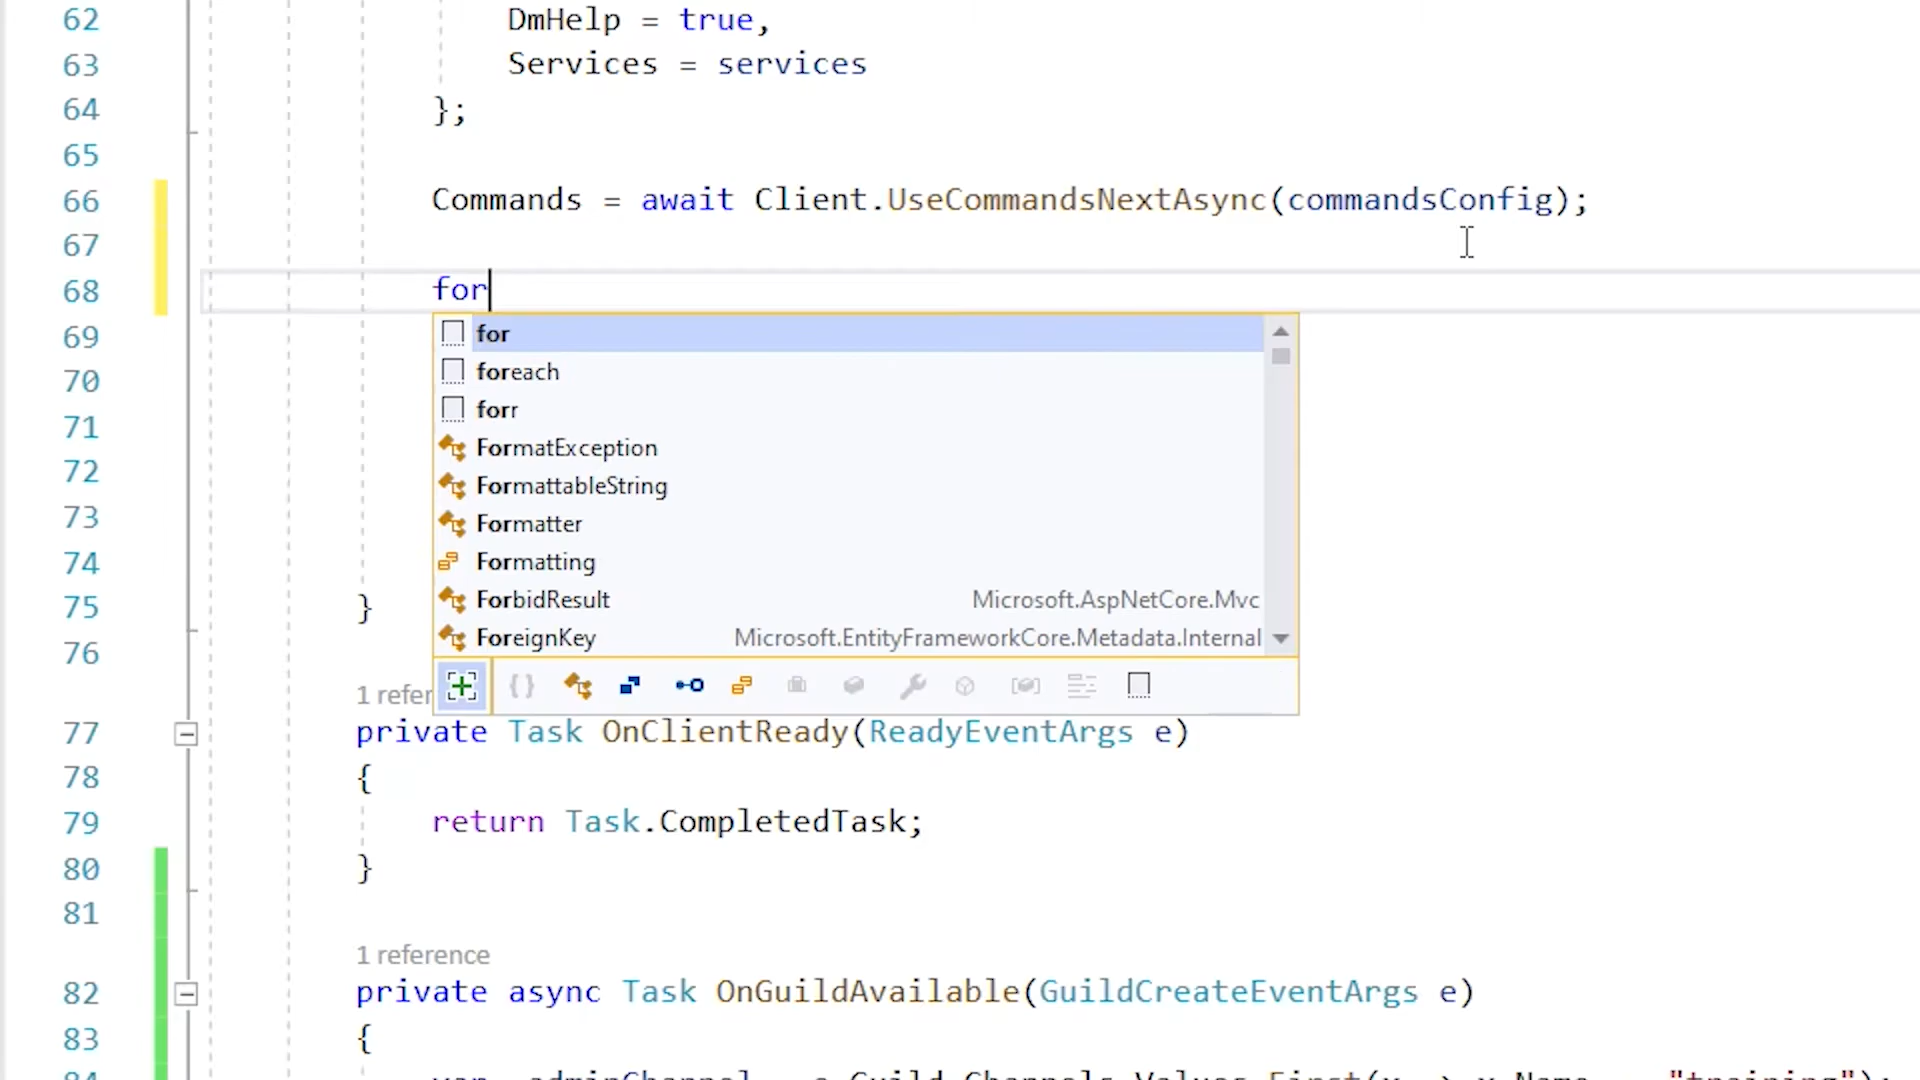 62 DmHelp = true,
63 Services = services
64 };
65
66 Commands = await Client.UseCommandsNextAsync(commandsConfig);
67
68 for
69 for
70 foreach
71 forr
FormatException
72 FormattableString
73 Formatter
74 Formatting
75 } ForbidResult Microsoft.AspNetCore.Mvc
76 ForeignKey Microsoft.EntityFrameworkCore.Metadata.Internal
1 refer
77 private Task OnClientReady(ReadyEventArgs e)
78 {
79 return Task.CompletedTask;
80 }
81
1 reference
82 private async Task OnGuildAvailable(GuildCreateEventArgs e)
83 {
84